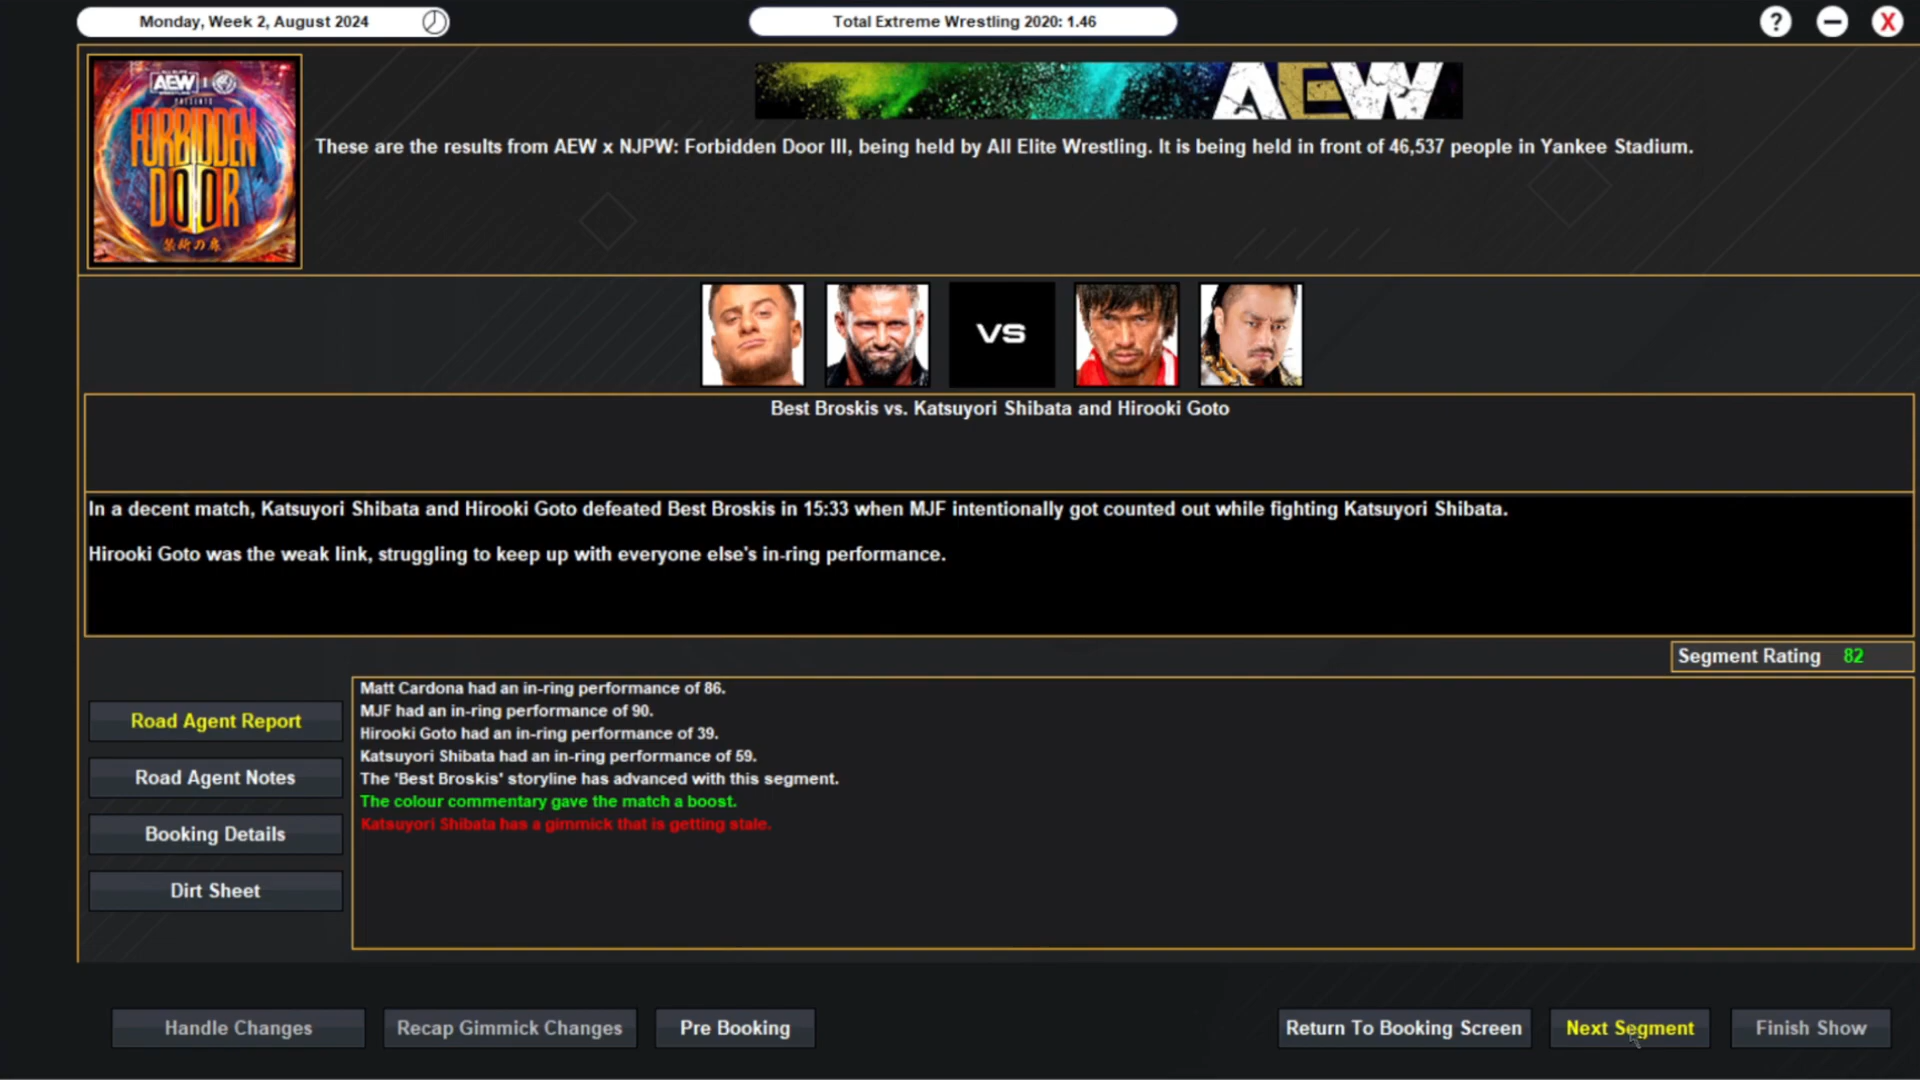 Monday, Week 2, August 2024
Total Extreme Wrestling 2020: 1.46
?
X
AEW
PRESENTS
FORBIDDEN
DOOR
禁断の扉
AEW
These are the results from AEW x NJPW: Forbidden Door III, being held by All Elite Wrestling. It is being held in front of 46,537 people in Yankee Stadium.
VS
Best Broskis vs. Katsuyori Shibata and Hirooki Goto
In a decent match, Katsuyori Shibata and Hirooki Goto defeated Best Broskis in 15:33 when MJF intentionally got counted out while fighting Katsuyori Shibata.
Hirooki Goto was the weak link, struggling to keep up with everyone else's in-ring performance.
Segment Rating 82
Road Agent Report
Road Agent Notes
Booking Details
Dirt Sheet
Matt Cardona had an in-ring performance of 86.
MJF had an in-ring performance of 90.
Hirooki Goto had an in-ring performance of 39.
Katsuyori Shibata had an in-ring performance of 59.
The 'Best Broskis' storyline has advanced with this segment.
The colour commentary gave the match a boost.
Katsuyori Shibata has a gimmick that is getting stale.
Handle Changes
Recap Gimmick Changes
Pre Booking
Return To Booking Screen
Next Segment
Finish Show